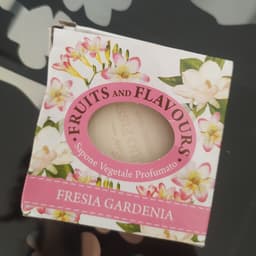 FRUITS AND FLAVOURS
• Sapone Vegetale Profumato •
FRESIA GARDENIA